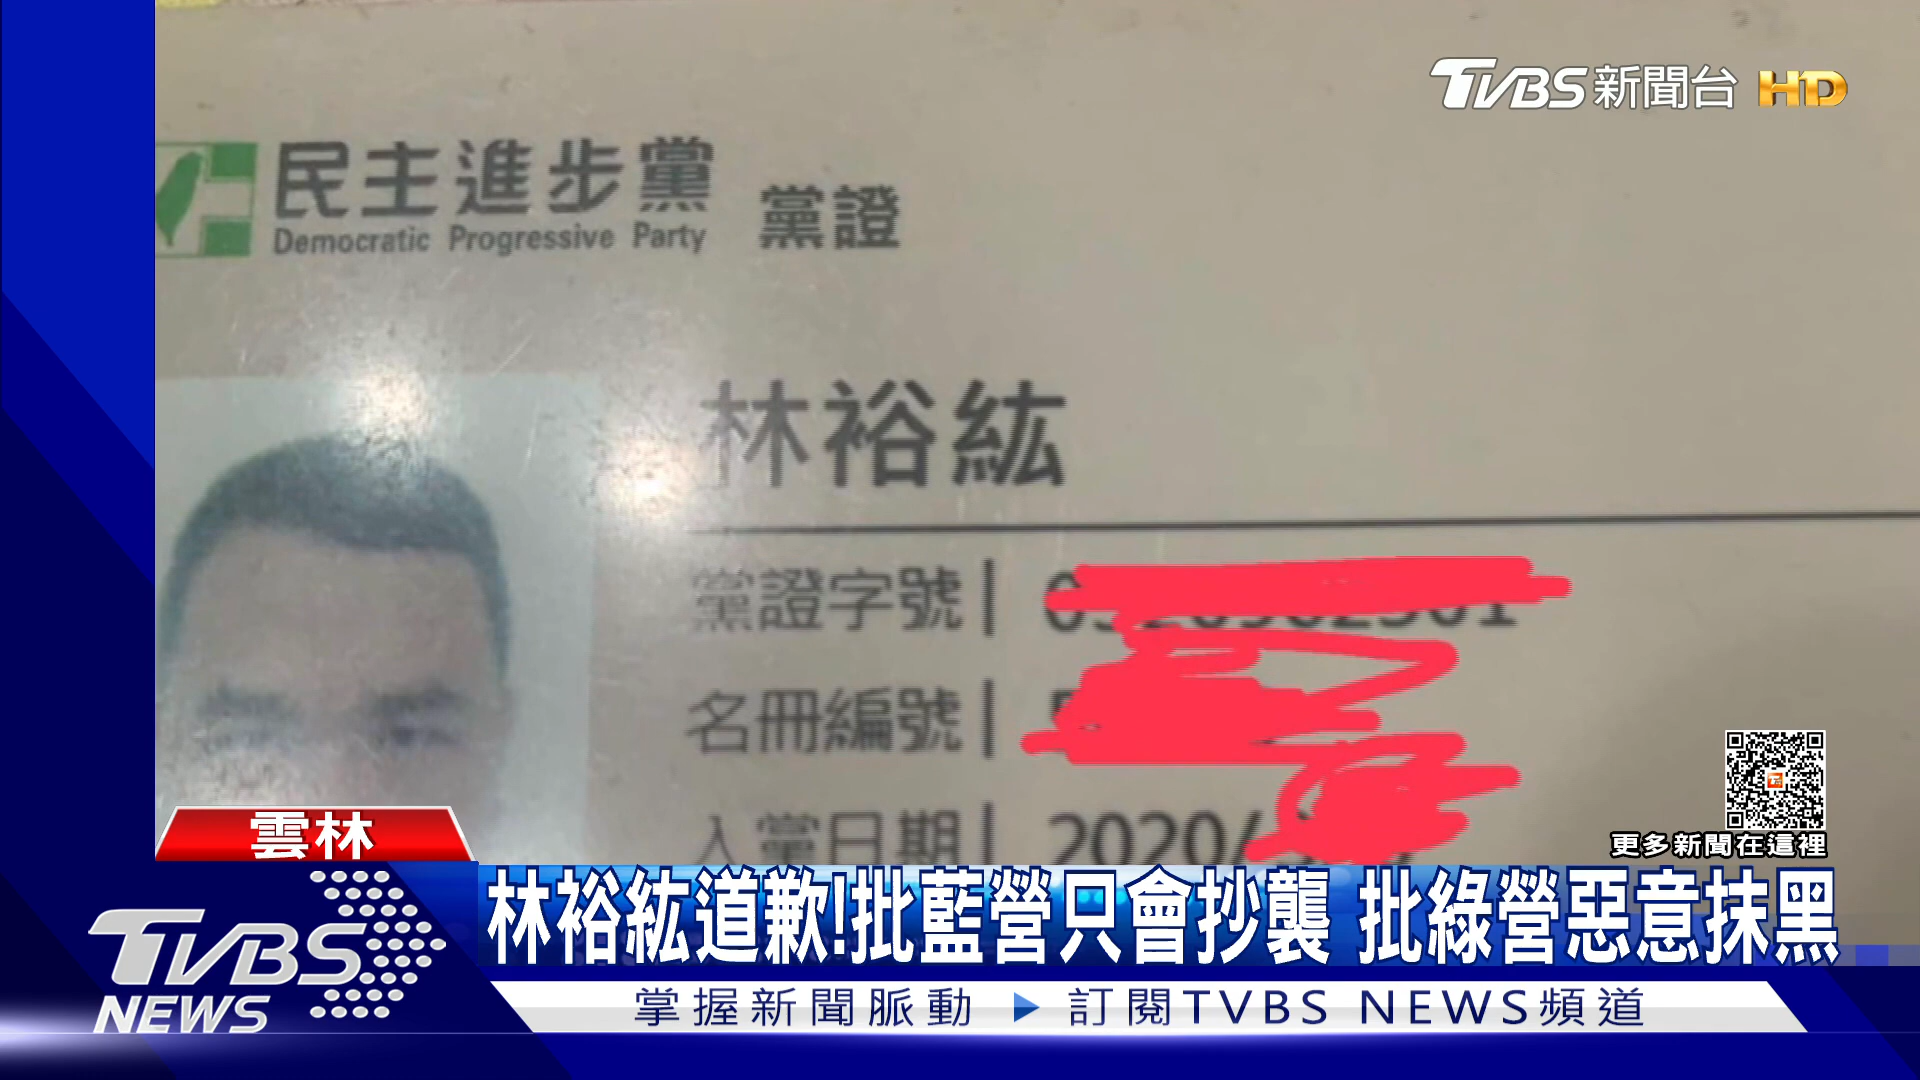 TVBS新聞台 HD
民主進步黨 黨證
Democratic Progressive Party
林裕紘
黨證字號
名冊編號
入黨日期 2020/
更多新聞在這裡
雲林
林裕紘道歉!批藍營只會抄襲 批綠營惡意抹黑
TVBS
NEWS
掌握新聞脈動 ▶ 訂閱TVBS NEWS頻道